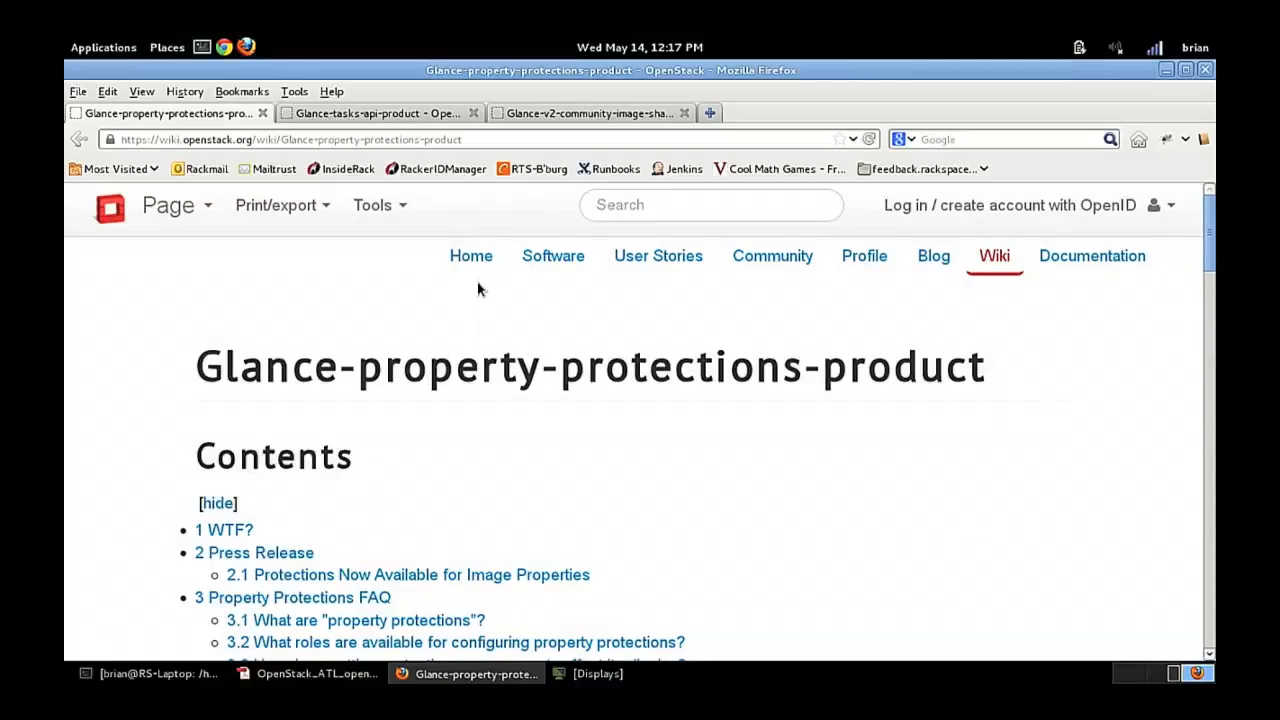 Applications Places Wed May 14, 12:17 PM brian
Glance-property-protections-product - OpenStack - Mozilla Firefox
File Edit View History Bookmarks Tools Help
Glance-property-protections-pro... Glance-tasks-api-product - Ope... Glance-v2-community-image-sha...
https://wiki.openstack.org/wiki/Glance-property-protections-product Google
Most Visited Rackmail Mailtrust InsideRack RackerIDManager RTS-B'burg Runbooks Jenkins Cool Math Games - Fr... feedback.rackspace...
Page Print/export Tools Search Log in / create account with OpenID
Home Software User Stories Community Profile Blog Wiki Documentation
Glance-property-protections-product
Contents
[hide]
1 WTF?
2 Press Release
2.1 Protections Now Available for Image Properties
3 Property Protections FAQ
3.1 What are "property protections"?
3.2 What roles are available for configuring property protections?
[brian@RS-Laptop: /h... OpenStack_ATL_open... Glance-property-prote... [Displays]